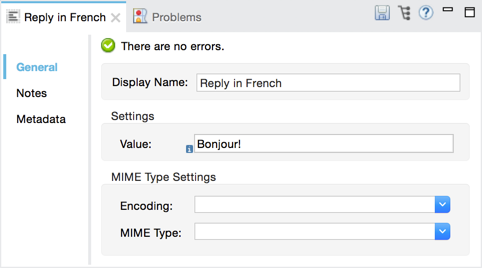 Reply in French
Problems
There are no errors.
General
Notes
Metadata
Display Name: Reply in French
Settings
Value: Bonjour!
MIME Type Settings
Encoding:
MIME Type: